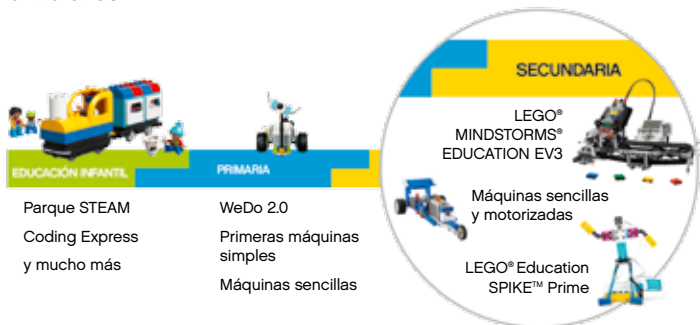 EDUCACIÓN INFANTIL
Parque STEAM
Coding Express
y mucho más
PRIMARIA
WeDo 2.0
Primeras máquinas
simples
Máquinas sencillas
SECUNDARIA
LEGO®
MINDSTORMS®
EDUCATION EV3
Máquinas sencillas
y motorizadas
LEGO® Education
SPIKE™ Prime